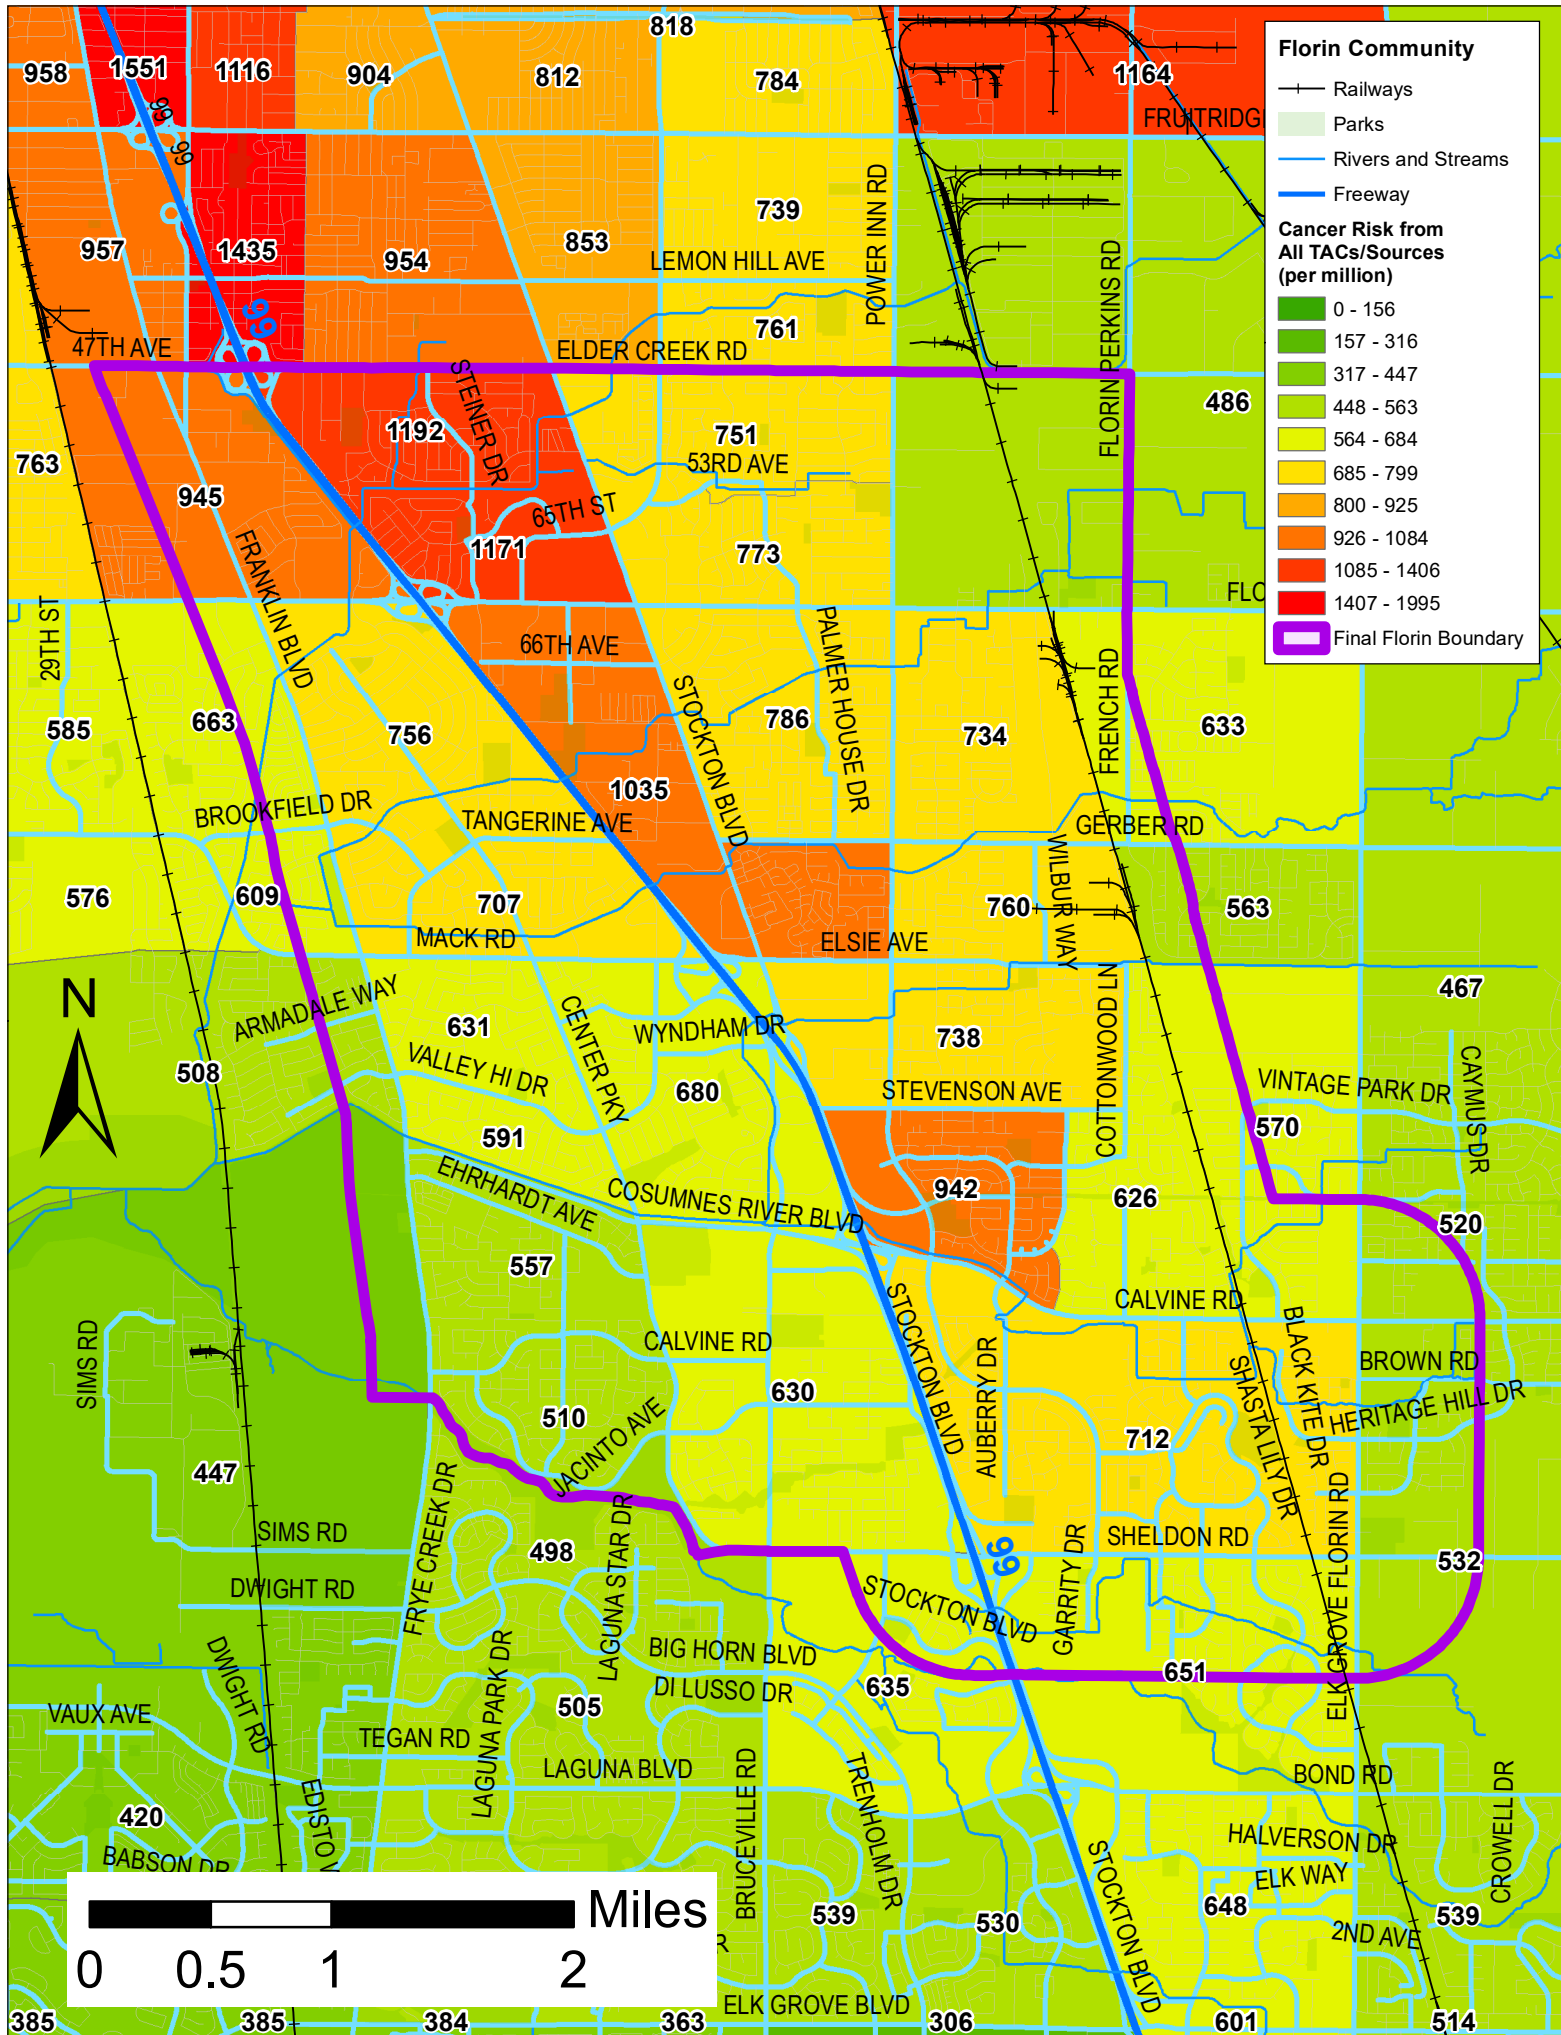 818
958
1551
1116
904
812
784
1164
99
99
FRUITRIDG
739
957
1435
954
853
LEMON HILL AVE
POWER INN RD
FLORIN PERKINS RD
761
99
47TH AVE
ELDER CREEK RD
STEINER DR
486
1192
751
763
53RD AVE
945
65TH ST
1171
773
FRANKLIN BLVD
FLO
29TH ST
66TH AVE
PALMER HOUSE DR
STOCKTON BLVD
FRENCH RD
585
663
756
786
734
633
1035
BROOKFIELD DR
TANGERINE AVE
GERBER RD
WILBUR WAY
576
609
707
760
563
MACK RD
ELSIE AVE
N
ARMADALE WAY
CENTER PKY
COTTONWOOD LN
467
631
WYNDHAM DR
738
VALLEY HI DR
508
680
STEVENSON AVE
VINTAGE PARK DR
CAYMUS DR
591
570
EHRHARDT AVE
COSUMNES RIVER BLVD
942
626
520
557
STOCKTON BLVD
CALVINE RD
SIMS RD
CALVINE RD
AUBERRY DR
BLACK KITE DR
BROWN RD
630
SHASTA LILY DR
HERITAGE HILL DR
510
JACINTO AVE
712
447
FRYE CREEK DR
ELK GROVE FLORIN RD
SIMS RD
498
LAGUNA STAR DR
99
GARRITY DR
SHELDON RD
532
DWIGHT RD
STOCKTON BLVD
DWIGHT RD
LAGUNA PARK DR
BIG HORN BLVD
651
DI LUSSO DR
635
VAUX AVE
505
TEGAN RD
LAGUNA BLVD
BRUCEVILLE RD
TRENHOLM DR
BOND RD
CROWELL DR
EDISTO
420
BABSON DR
HALVERSON DR
ELK WAY
STOCKTON BLVD
648
539
530
539
2ND AVE
R
ELK GROVE BLVD
385
385
384
363
306
601
514
Miles
0 0.5 1 2
Florin Community
Railways
Parks
Rivers and Streams
Freeway
Cancer Risk from
All TACs/Sources
(per million)
0 - 156
157 - 316
317 - 447
448 - 563
564 - 684
685 - 799
800 - 925
926 - 1084
1085 - 1406
1407 - 1995
Final Florin Boundary